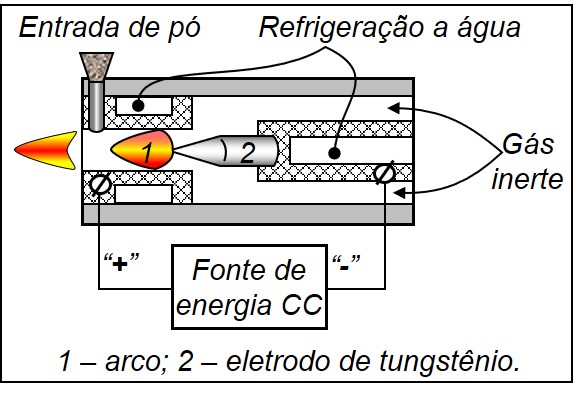 Entrada de pó
Refrigeração a água
1
2
Gás
inerte
“+”
“-”
Fonte de
energia CC
1 – arco; 2 – eletrodo de tungstênio.